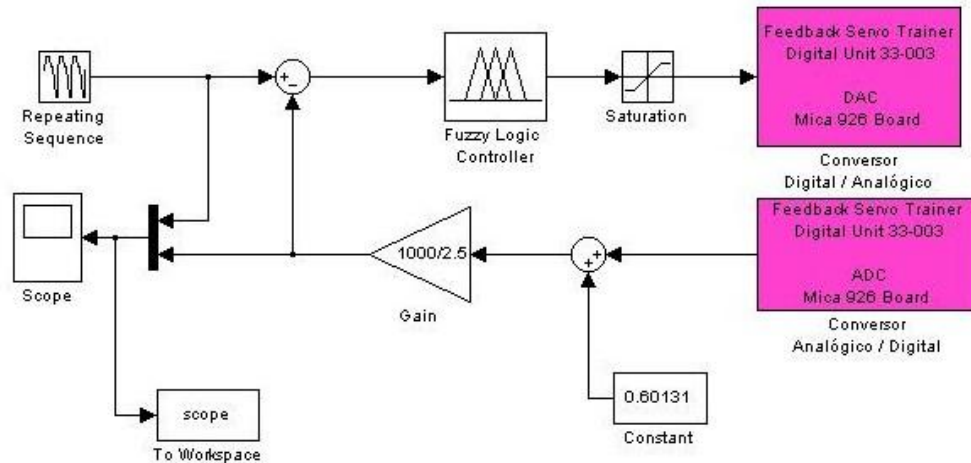 Feedback Servo Trainer
Digital Unit 33-003
DAC
Mica 926 Board
Repeating
Sequence
Fuzzy Logic
Controller
Saturation
Conversor
Digital / Analógico
Feedback Servo Trainer
Digital Unit 33-003
ADC
Mica 926 Board
1000/2.5
Scope
Gain
Conversor
Analógico / Digital
scope
To Workspace
0.60131
Constant